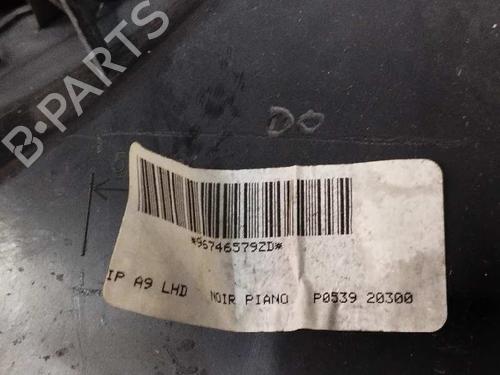 B-PARTS
DO
*96746579ZD*
IP A9 LHD NOIR PIANO P0539 20300